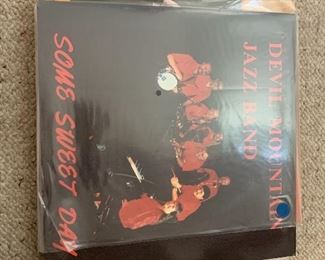 DEVIL MOUNTAIN
JAZZ BAND
SOME SWEET DAY